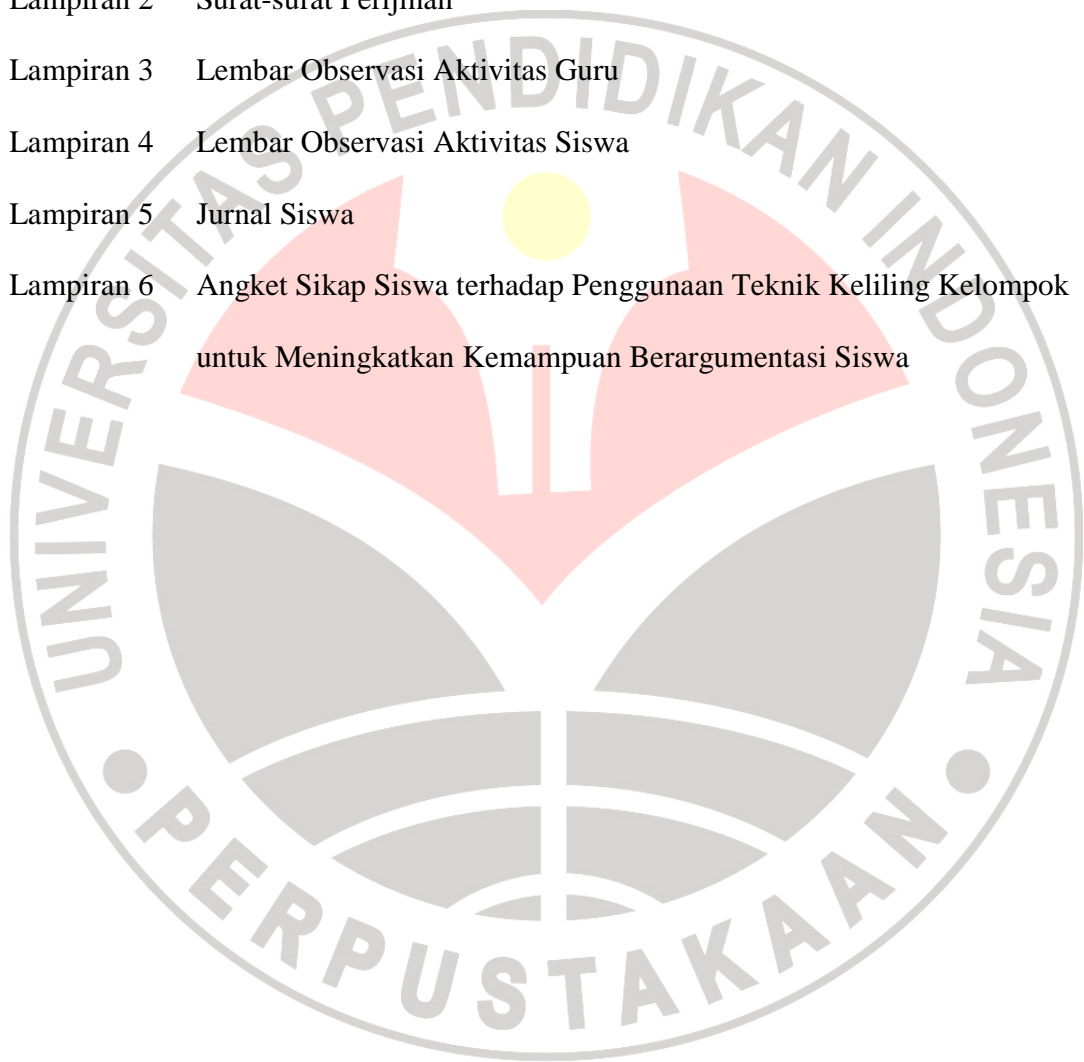 Lampiran 2 Surat-surat Perijinan
Lampiran 3 Lembar Observasi Aktivitas Guru
Lampiran 4 Lembar Observasi Aktivitas Siswa
Lampiran 5 Jurnal Siswa
Lampiran 6 Angket Sikap Siswa terhadap Penggunaan Teknik Keliling Kelompok
untuk Meningkatkan Kemampuan Berargumentasi Siswa
UNIVERSITAS PENDIDIKAN INDONESIA
PERPUSTAKAAN